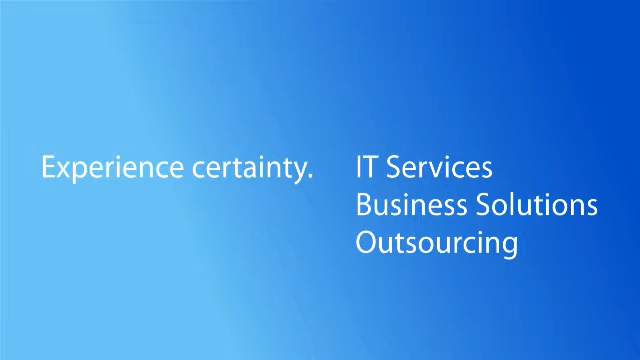 Experience certainty.
IT Services
Business Solutions
Outsourcing